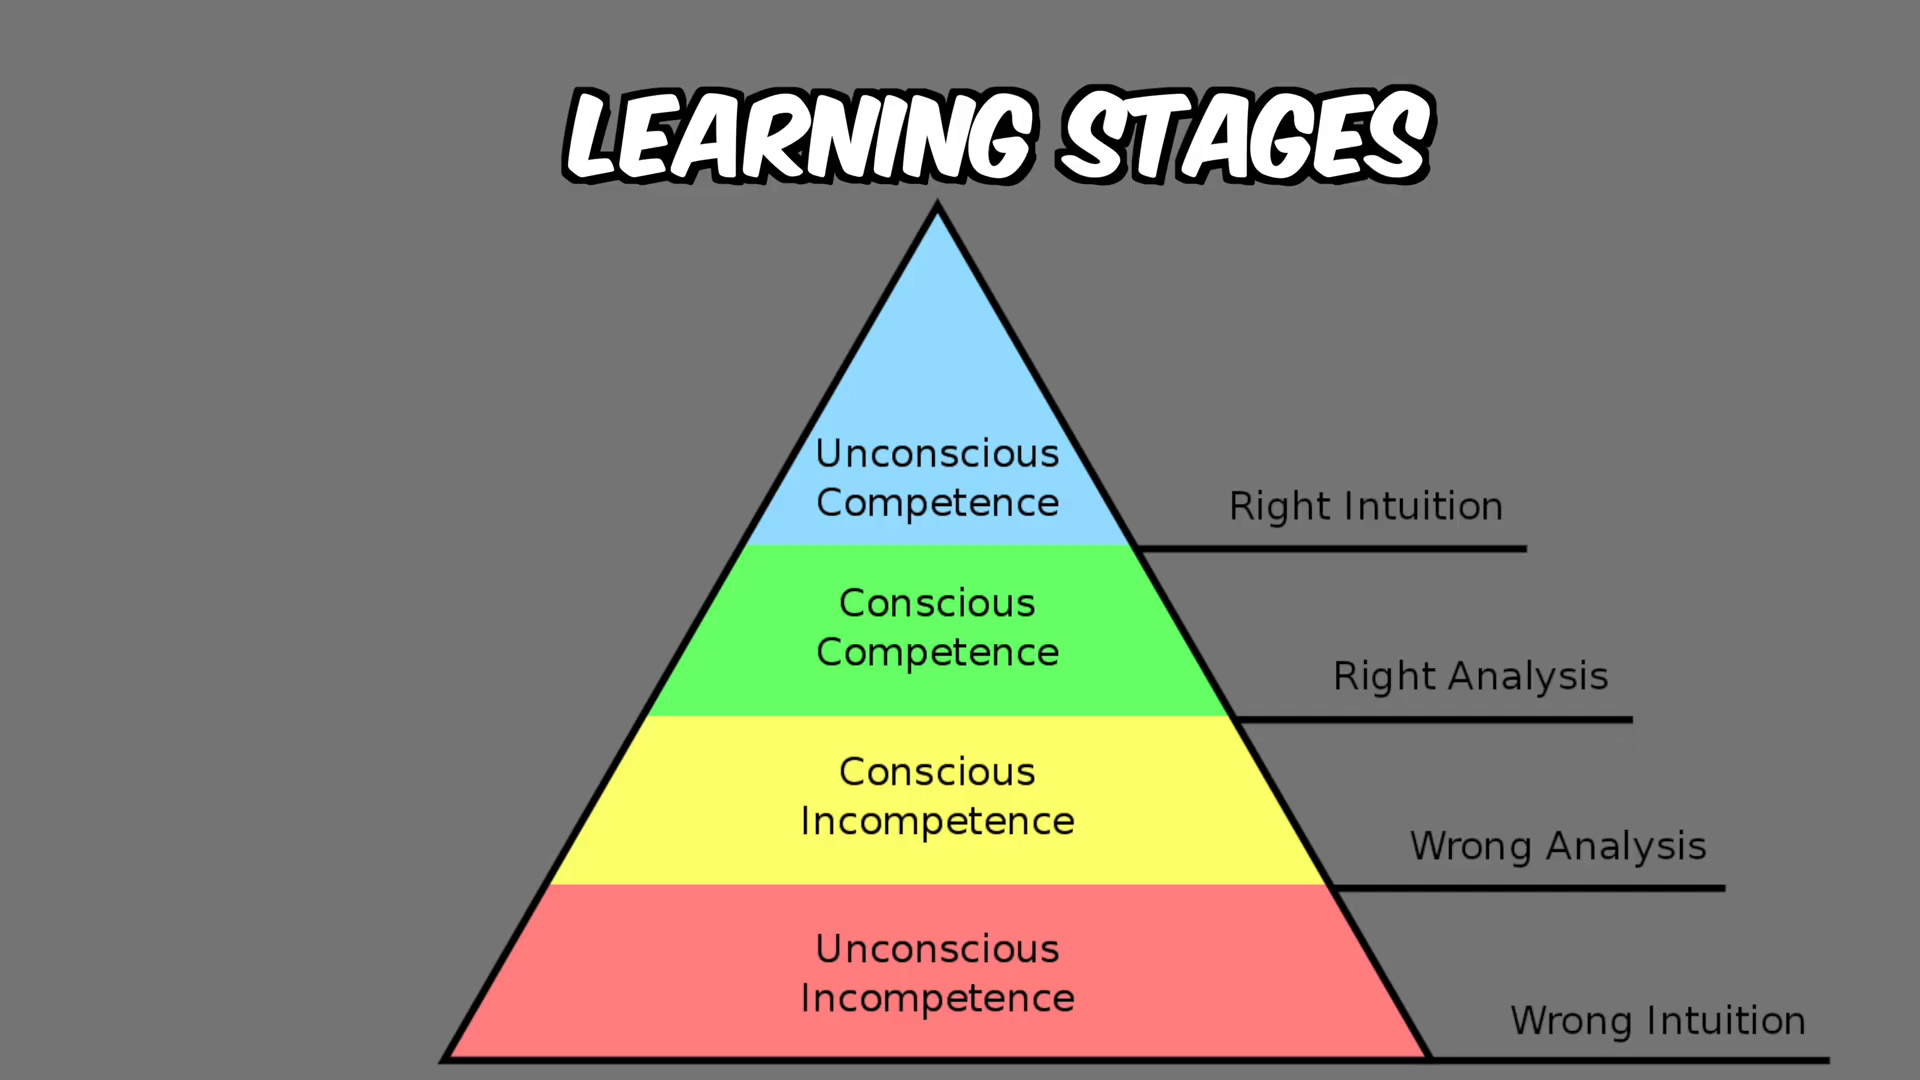 LEARNING STAGES
Unconscious
Competence
Right Intuition
Conscious
Competence
Right Analysis
Conscious
Incompetence
Wrong Analysis
Unconscious
Incompetence
Wrong Intuition